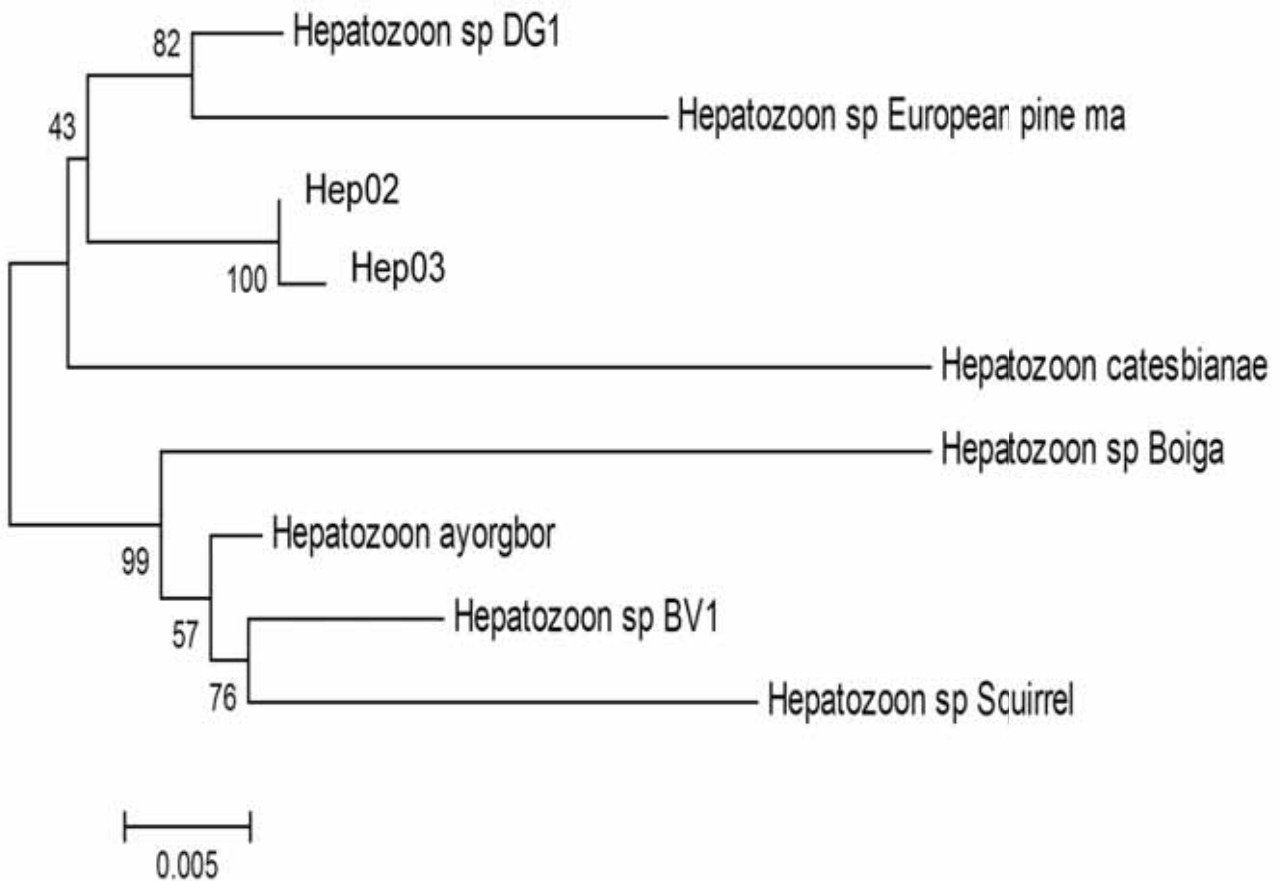 82
Hepatozoon sp DG1
Hepatozoon sp European pine ma
43
Hep02
Hep03
100
Hepatozoon catesbianae
Hepatozoon sp Boiga
Hepatozoon ayorgbor
99
Hepatozoon sp BV1
57
Hepatozoon sp Squirrel
76
0.005